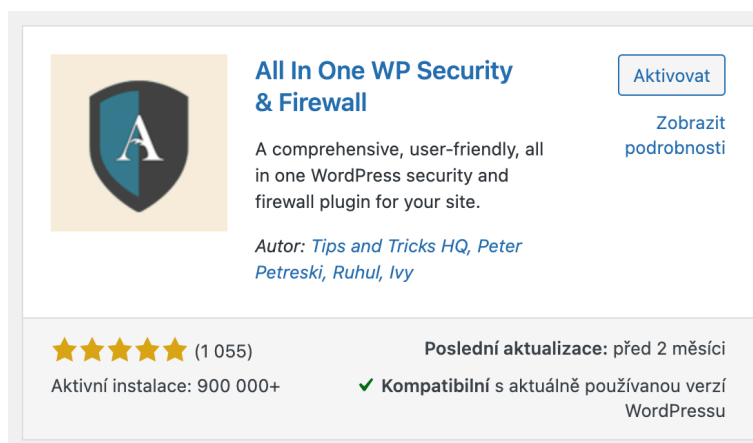 A
All In One WP Security
& Firewall
Aktivovat
Zobrazit
podrobnosti
A comprehensive, user-friendly, all
in one WordPress security and
firewall plugin for your site.
Autor: Tips and Tricks HQ, Peter
Petreski, Ruhul, Ivy
(1 055)
Aktivní instalace: 900 000+
Poslední aktualizace: před 2 měsíci
Kompatibilní s aktuálně používanou verzí
WordPressu